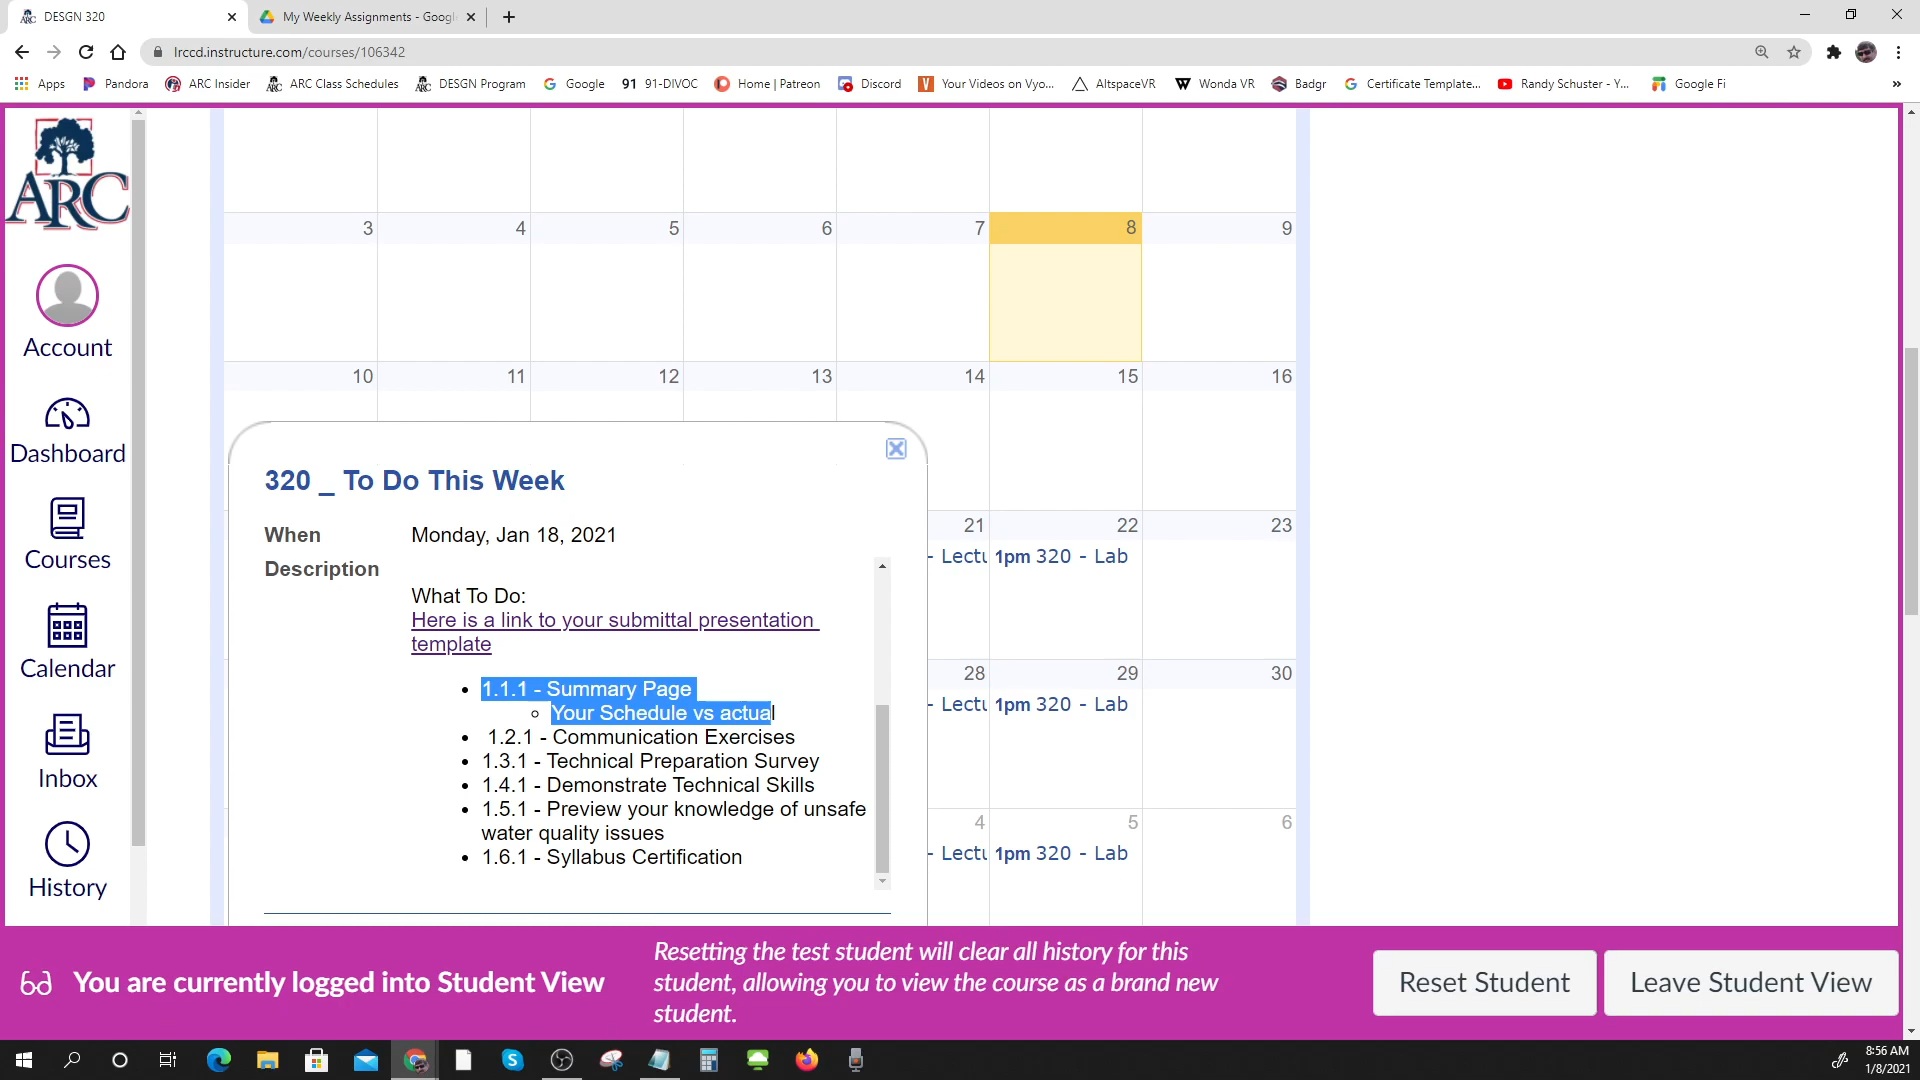 DESGN 320
My Weekly Assignments - Googl
lrccd.instructure.com/courses/106342
Apps
Pandora
ARC Insider
ARC Class Schedules
DESGN Program
Google
91 91-DIVOC
Home | Patreon
Discord
Your Videos on Vyo...
AltspaceVR
Wonda VR
Badgr
Certificate Template...
Randy Schuster - Y...
Google Fi
»
ARC
Account
Dashboard
Courses
Calendar
Inbox
History
3 4 5 6 7 8 9
10 11 12 13 14 15 16
320 _ To Do This Week
When Monday, Jan 18, 2021
Description
What To Do:
Here is a link to your submittal presentation
template
1.1.1 - Summary Page
Your Schedule vs actual
1.2.1 - Communication Exercises
1.3.1 - Technical Preparation Survey
1.4.1 - Demonstrate Technical Skills
1.5.1 - Preview your knowledge of unsafe
water quality issues
1.6.1 - Syllabus Certification
21 22 23
- Lectu 1pm 320 - Lab
28 29 30
- Lectu 1pm 320 - Lab
4 5 6
- Lectu 1pm 320 - Lab
You are currently logged into Student View
Resetting the test student will clear all history for this
student, allowing you to view the course as a brand new
student.
Reset Student
Leave Student View
8:56 AM
1/8/2021